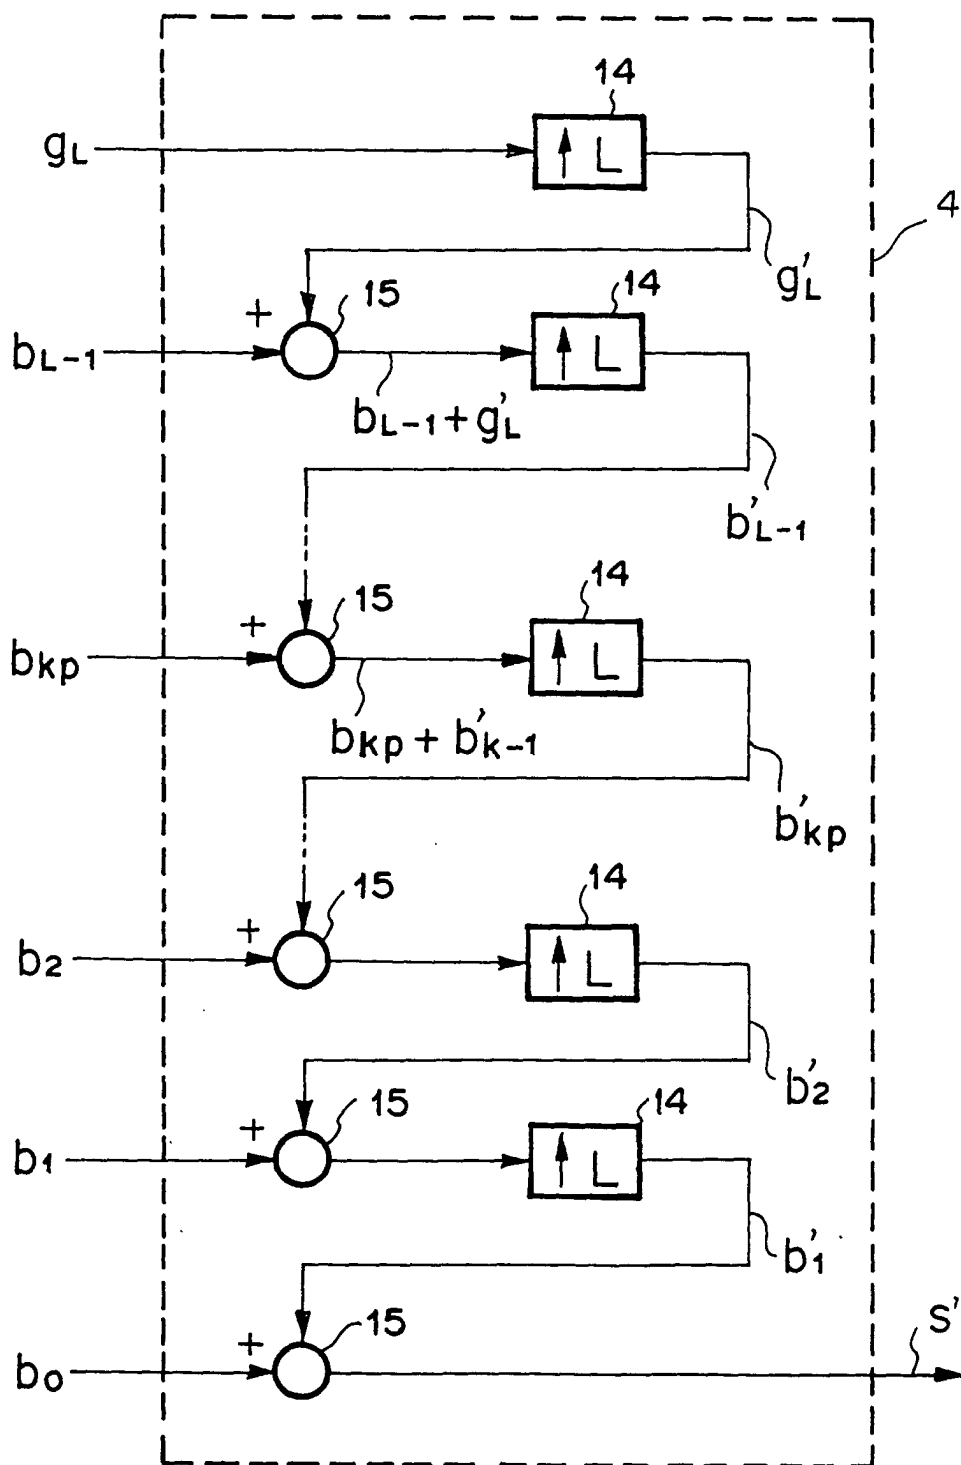 14
gL ↑ L
4
g'L
+ 15 14
bL-1 ↑ L
bL-1 + g'L
b'L-1
+ 15 14
bkp ↑ L
bkp + b'k-1
b'kp
+ 15 14
b2 ↑ L
b'2
+ 15 14
b1 ↑ L
b'1
+ 15 S'
b0